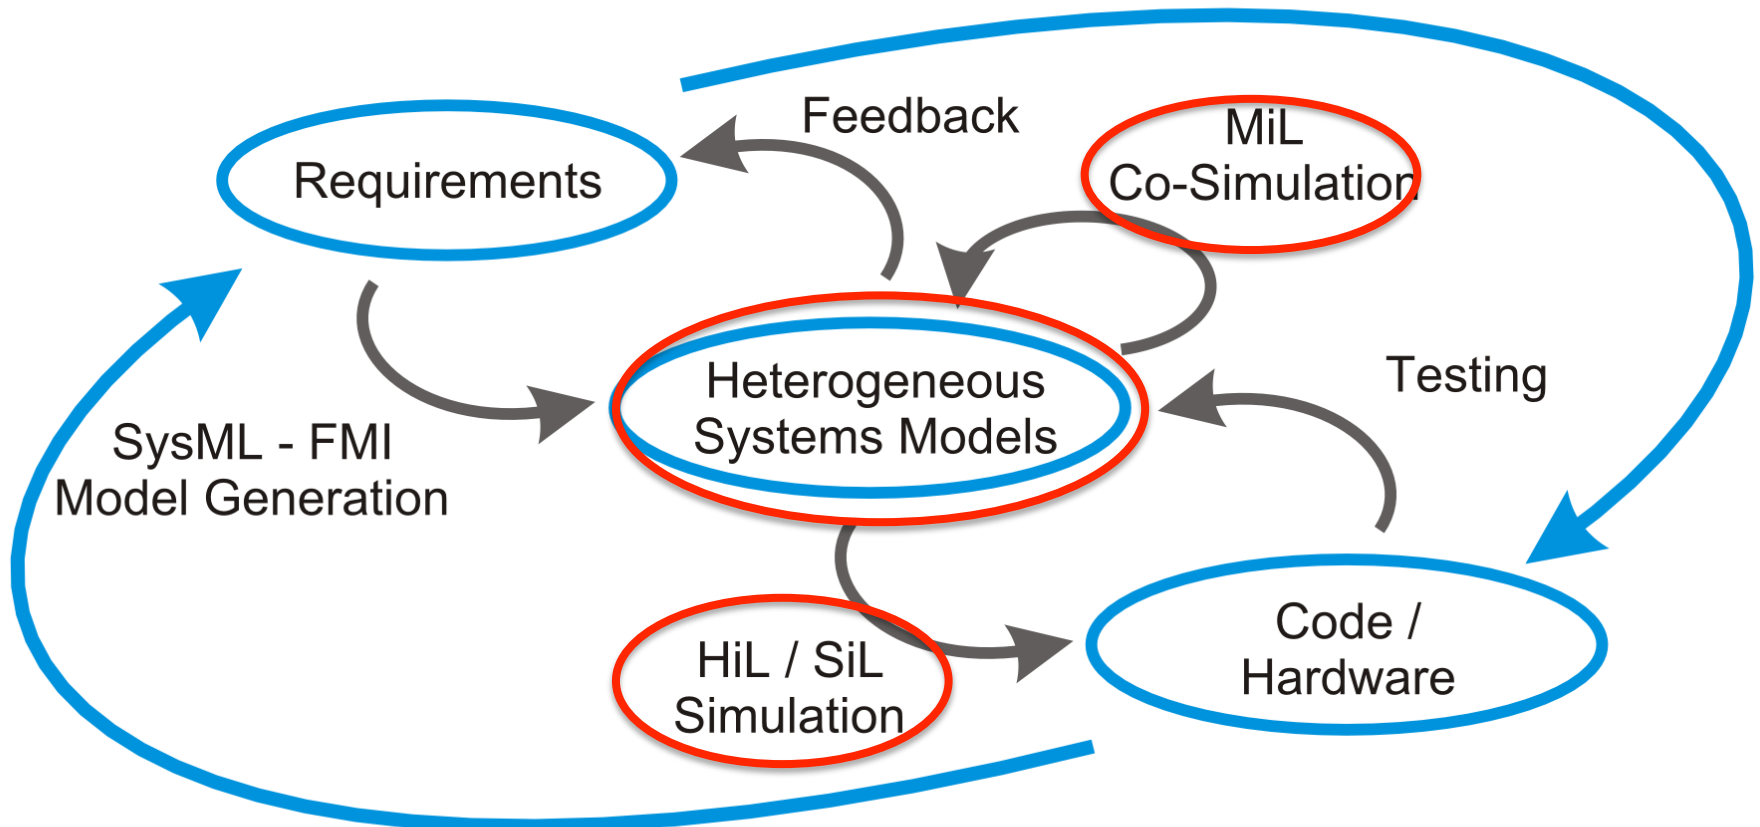 Feedback
MiL
Co-Simulation
Requirements
Heterogeneous
Systems Models
Testing
SysML - FMI
Model Generation
HiL / SiL
Simulation
Code /
Hardware